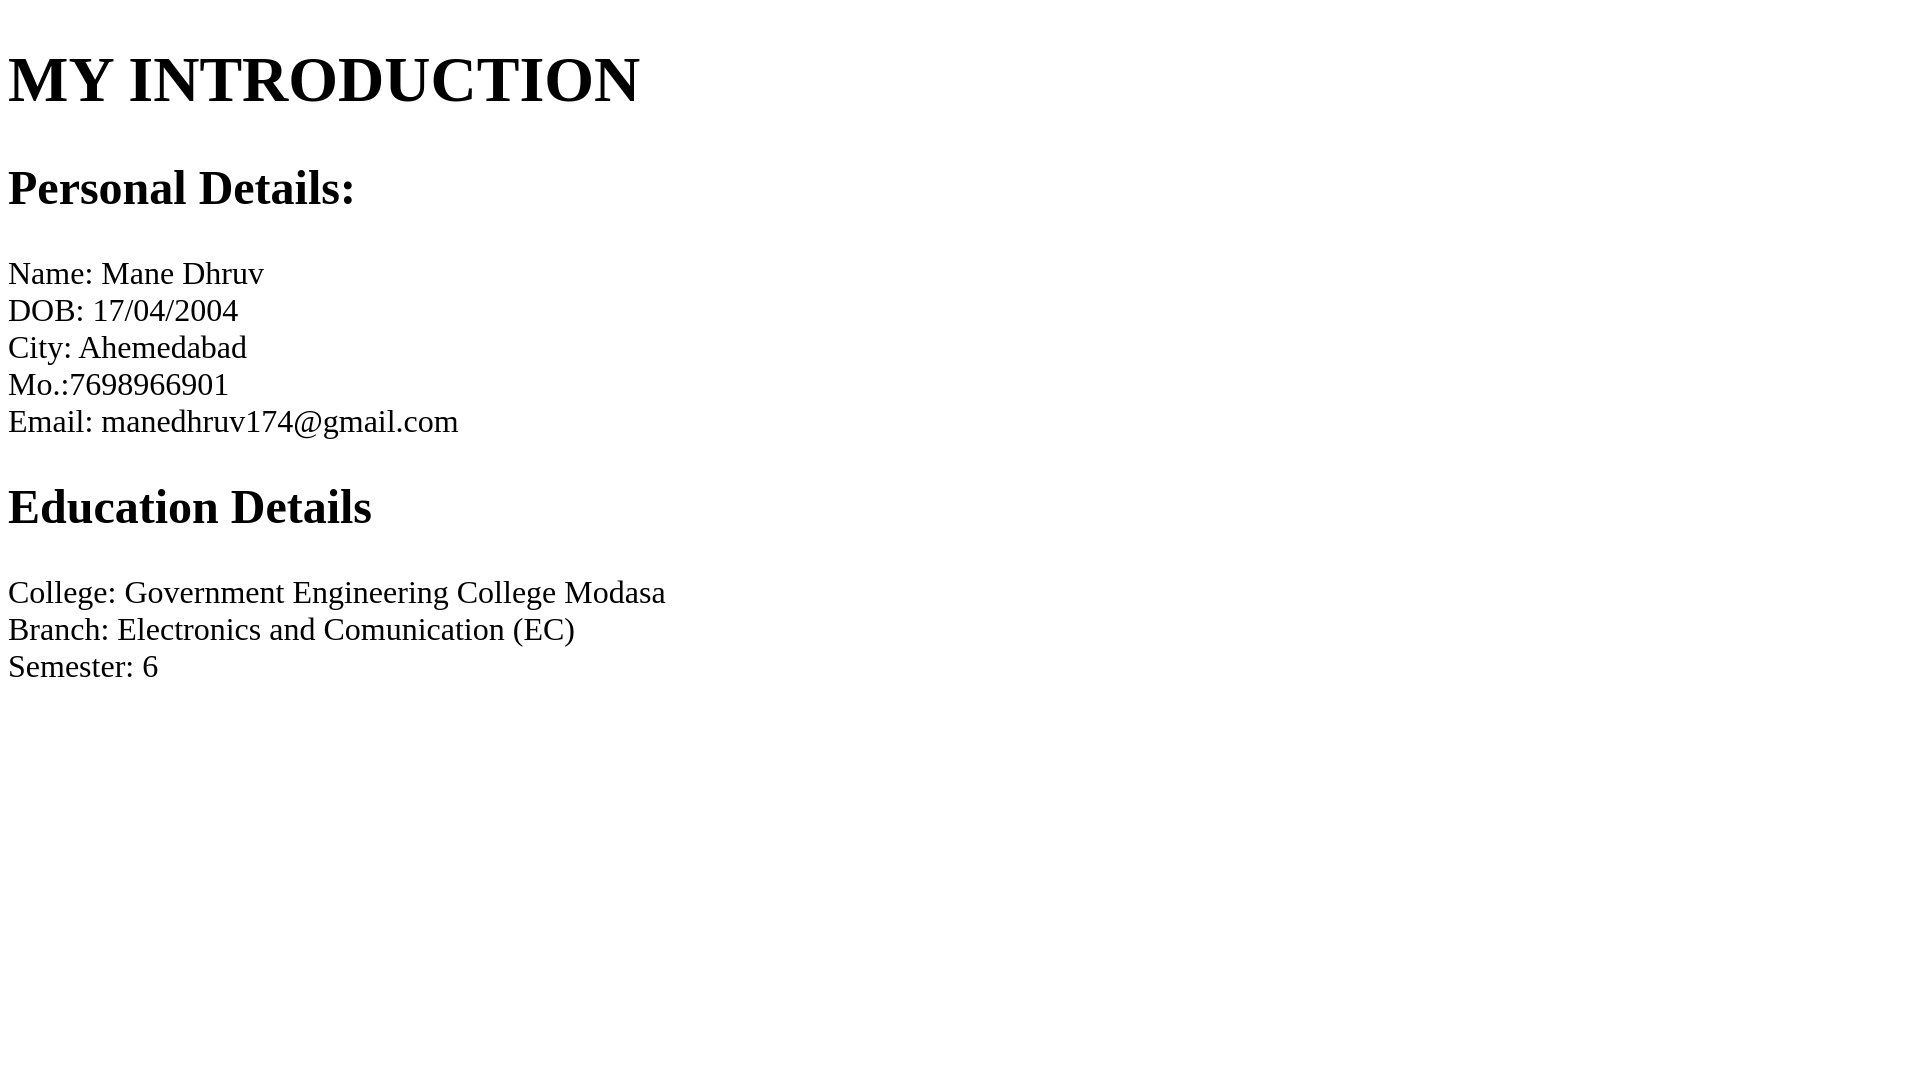 MY INTRODUCTION
Personal Details:
Name: Mane Dhruv
DOB: 17/04/2004
City: Ahemedabad
Mo.:7698966901
Email: manedhruv174@gmail.com
Education Details
College: Government Engineering College Modasa
Branch: Electronics and Comunication (EC)
Semester: 6